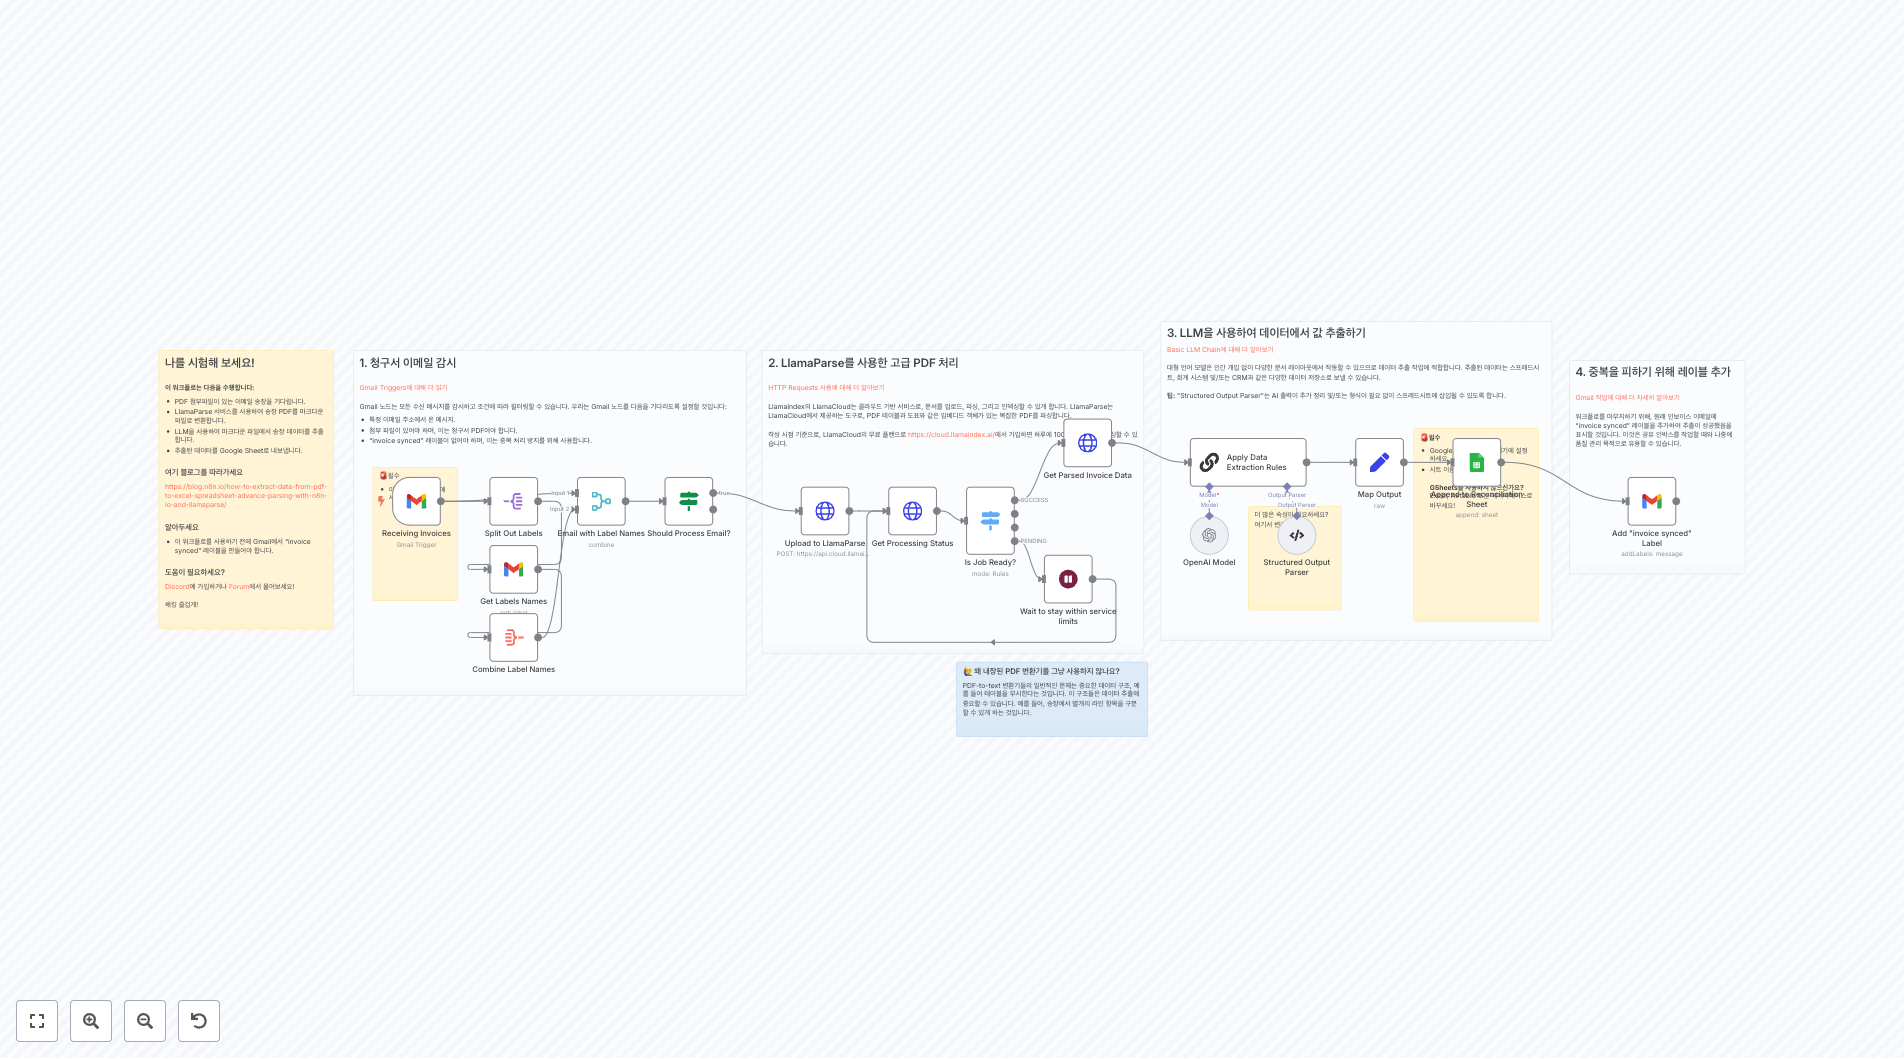 나를 시험해 보세요!
이 워크플로는 다음을 수행합니다:
PDF 첨부파일이 있는 이메일 송장을 기다립니다.
LlamaParse 서비스를 사용하여 송장 PDF를 마크다운
파일로 변환합니다.
LLM을 사용하여 마크다운 파일에서 송장 데이터를 추출
합니다.
추출된 데이터를 Google Sheet로 내보냅니다.
여기 블로그를 따라가세요
https://blog.n8n.io/how-to-extract-data-from-pdf-
to-excel-spreadsheet-advance-parsing-with-n8n-
io-and-llamaparse/
알아두세요
이 워크플로를 사용하기 전에 Gmail에서 "invoice
synced" 레이블을 만들어야 합니다.
도움이 필요하세요?
Discord에 가입하거나 Forum에서 물어보세요!
해킹 즐겁게!
1. 청구서 이메일 감시
Gmail Triggers에 대해 더 읽기
Gmail 노드는 모든 수신 메시지를 감시하고 조건에 따라 필터링할 수 있습니다. 우리는 Gmail 노드를 다음을 기다리도록 설정할 것입니다:
특정 이메일 주소에서 온 메시지.
첨부 파일이 있어야 하며, 이는 청구서 PDF여야 합니다.
"invoice synced" 레이블이 없어야 하며, 이는 중복 처리 방지를 위해 사용합니다.
🚨필수
Receiving Invoices
Gmail Trigger
Split Out Labels
Input 1
Input 2
Email with Label Names
combine
Should Process Email?
true
Get Labels Names
Combine Label Names
2. LlamaParse를 사용한 고급 PDF 처리
HTTP Requests 사용에 대해 더 알아보기
LlamaIndex의 LlamaCloud는 클라우드 기반 서비스로, 문서를 업로드, 파싱, 그리고 인덱싱할 수 있게 합니다. LlamaParse는
LlamaCloud에서 제공하는 도구로, PDF 테이블과 도표와 같은 임베디드 객체가 있는 복잡한 PDF를 파싱합니다.
작성 시점 기준으로, LlamaCloud의 무료 플랜으로 https://cloud.llamaindex.ai/에서 가입하면 하루에 100
싱할 수 있
습니다.
Get Parsed Invoice Data
Upload to LlamaParse
POST: https://api.cloud.llamai...
Get Processing Status
SUCCESS
PENDING
Is Job Ready?
mode: Rules
Wait to stay within service
limits
🙋‍♂️ 왜 내장된 PDF 변환기를 그냥 사용하지 않나요?
PDF-to-text 변환기들의 일반적인 문제는 중요한 데이터 구조, 예
를 들어 테이블을 무시한다는 것입니다. 이 구조들은 데이터 추출에
중요할 수 있습니다. 예를 들어, 송장에서 별개의 라인 항목을 구분
할 수 있게 하는 것입니다.
3. LLM을 사용하여 데이터에서 값 추출하기
Basic LLM Chain에 대해 더 알아보기
대형 언어 모델은 인간 개입 없이 다양한 문서 레이아웃에서 작동할 수 있으므로 데이터 추출 작업에 적합합니다. 추출된 데이터는 스프레드시
트, 회계 시스템 및/또는 CRM과 같은 다양한 데이터 저장소로 보낼 수 있습니다.
팁: "Structured Output Parser"는 AI 출력이 추가 정리 및/또는 형식이 필요 없이 스프레드시트에 삽입될 수 있도록 합니다.
Apply Data
Extraction Rules
Model*
Output Parser
Model
Output Parser
OpenAI Model
더 많은 속성이 필요하세요?
여기서
Structured Output
Parser
Map Output
raw
🚨필수
Google
기에 설정
하세요.
시트 이
GSheets를 사용하지 않으신가요?
바꾸세요!
Append to Reconciliation
Sheet
append: sheet
4. 중복을 피하기 위해 레이블 추가
Gmail 작업에 대해 더 자세히 알아보기
워크플로를 마무리하기 위해, 원래 인보이스 이메일에
"invoice synced" 레이블을 추가하여 추출이 성공했음을
표시할 것입니다. 이것은 공유 인박스를 작업할 때와 나중에
품질 관리 목적으로 유용할 수 있습니다.
Add "invoice synced"
Label
addLabels: message